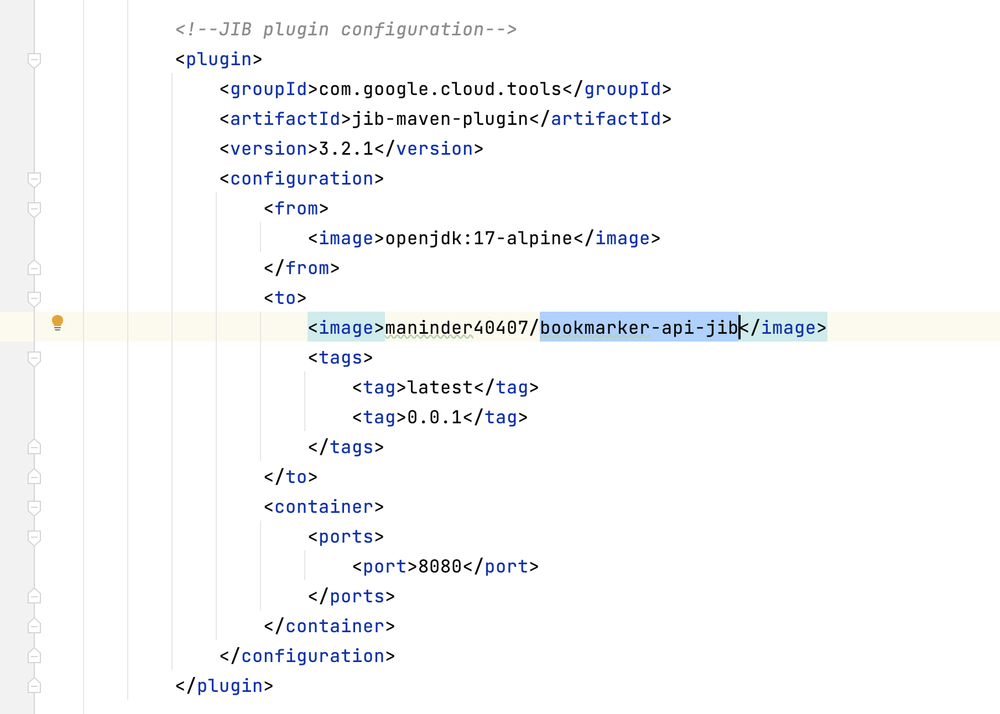 <!--JIB plugin configuration-->
<plugin>
<groupId>com.google.cloud.tools</groupId>
<artifactId>jib-maven-plugin</artifactId>
<version>3.2.1</version>
<configuration>
<from>
<image>openjdk:17-alpine</image>
</from>
<to>
<image>maninder40407/bookmarker-api-jib</image>
<tags>
<tag>latest</tag>
<tag>0.0.1</tag>
</tags>
</to>
<container>
<ports>
<port>8080</port>
</ports>
</container>
</configuration>
</plugin>